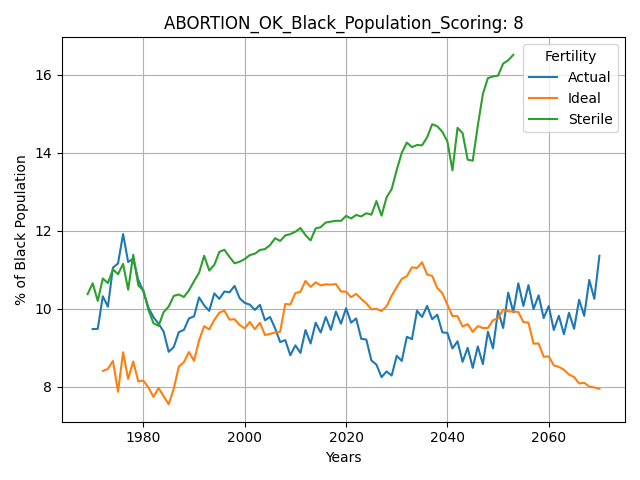 ABORTION_OK_Black_Population_Scoring: 8
Fertility
Actual
Ideal
Sterile
% of Black Population
16
14
12
10
8
1980 2000 2020 2040 2060
Years